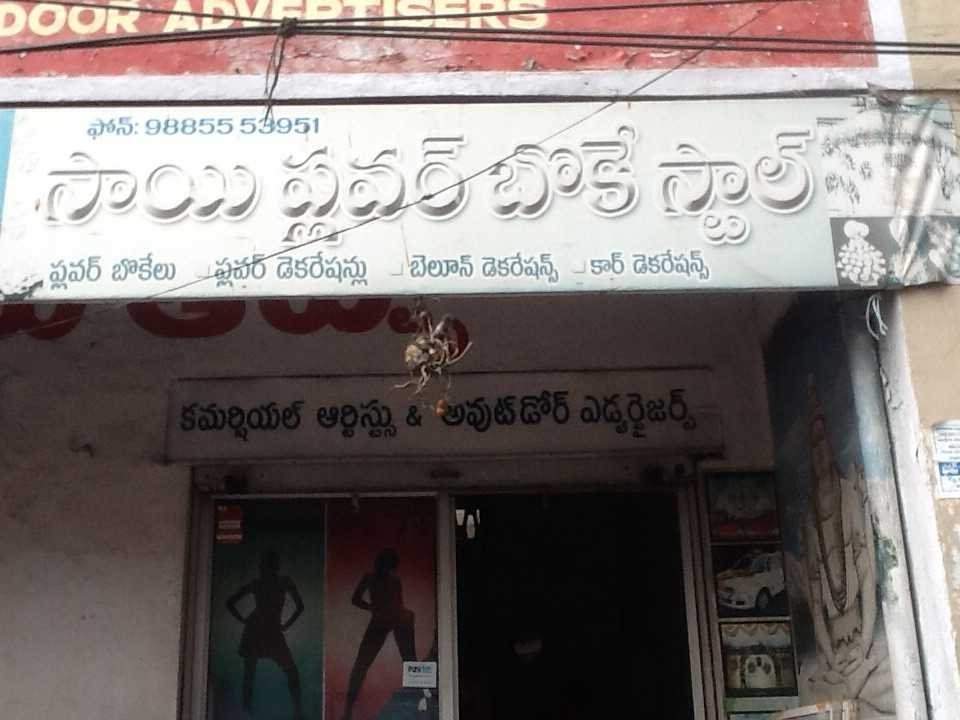 DOOR ADVERTISERS
ఫోన్: 98855 53951
సాయి ఫ్లవర్ బొకే స్టాల్
ఫ్లవర్ బొకేలు ఫ్లవర్ డెకరేషన్లు బెలూన్ డెకరేషన్స్ కార్ డెకరేషన్స్
కమర్షియల్ ఆర్టిస్ట్సు & అవుట్‌డోర్ ఎడ్వర్టైజర్స్